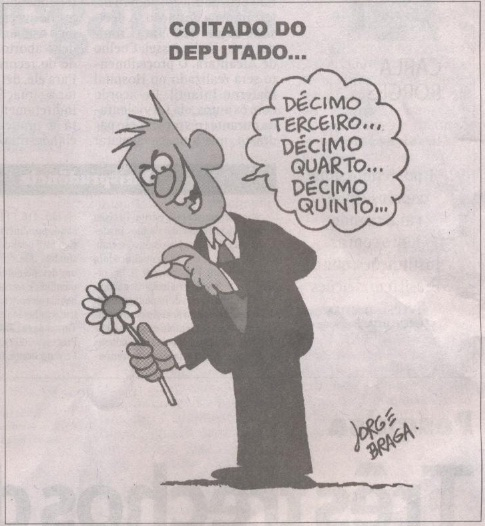 COITADO DO
DEPUTADO...
DÉCIMO
TERCEIRO...
DÉCIMO
QUARTO...
DÉCIMO
QUINTO...
JORGE
BRAGA.